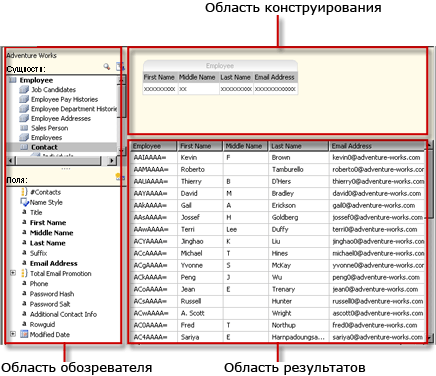 Область конструирования
Adventure Works
Сущности:
Employee
Job Candidates
Employee Pay Histories
Employee Department Histories
Employee Addresses
Sales Person
Employees
Contact
Individuals
Поля:
#Contacts
Name Style
Title
First Name
Middle Name
Last Name
Suffix
Email Address
Total Email Promotion
Phone
Password Hash
Password Salt
Additional Contact Info
Rowguid
Modified Date
Employee
First Name Middle Name Last Name Email Address
xxxxxxxxx xx xxxxxxxxx xxxxxxxxxxxxx
Employee First Name Middle Name Last Name Email Address
AAIAAAA= Kevin F Brown kevin0@adventure-works.com
AAMAAAA= Roberto Tamburello roberto0@adventure-works.com
AAUAAAA= Thierry B D'Hers thierry0@adventure-works.com
AAYAAAA= David M Bradley david0@adventure-works.com
AAkAAAA= Gail A Erickson gail0@adventure-works.com
AAsAAAA= Jossef H Goldberg jossef0@adventure-works.com
AAwAAAA= Terri Lee Duffy terri0@adventure-works.com
ACYAAAA= Jinghao K Liu jinghao0@adventure-works.com
ACcAAAA= Michael T Hines michael0@adventure-works.com
ACgAAAA= Yvonne S McKay yvonne0@adventure-works.com
ACkAAAA= Peng J Wu peng0@adventure-works.com
ACoAAAA= Jean E Trenary jean0@adventure-works.com
ACsAAAA= Russell Hunter russell0@adventure-works.com
ACwAAAA= A. Scott Wright ascott0@adventure-works.com
AC0AAAA= Fred T Northup fred0@adventure-works.com
AC4AAAA= Sariya E Harnpadoungsa... sariya0@adventure-works.com
Область обозревателя
Область результатов